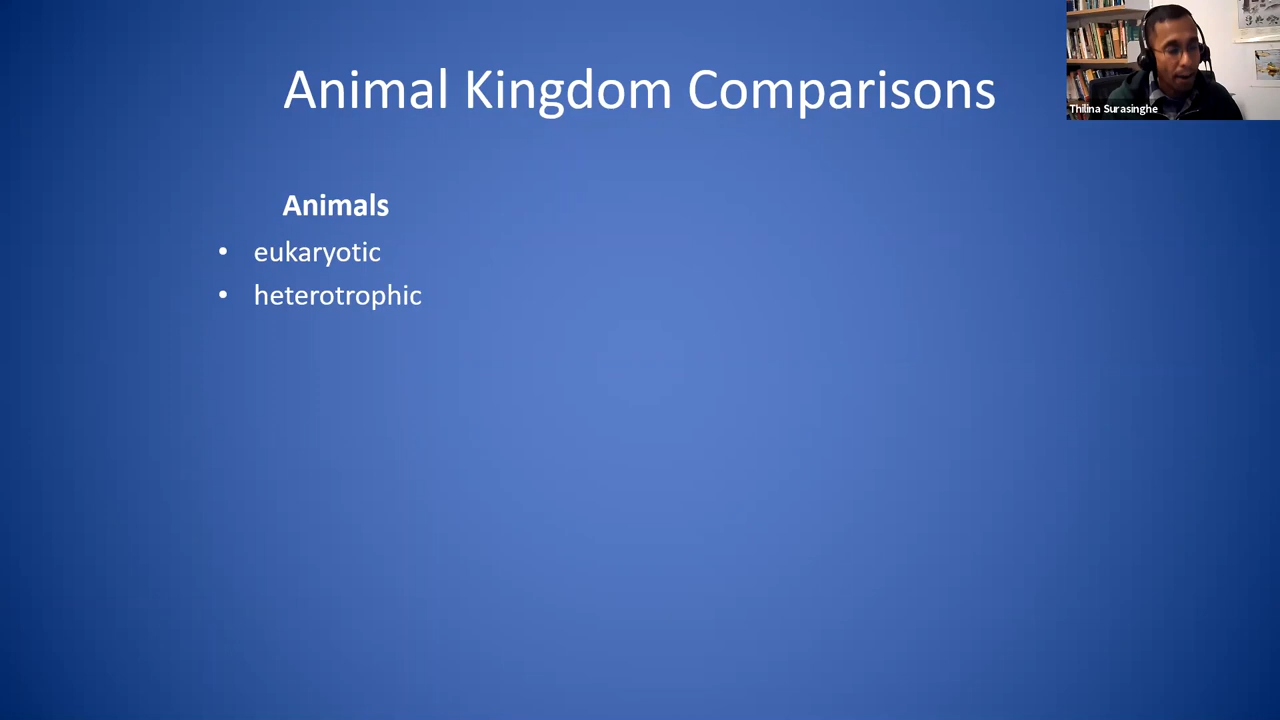 Animal Kingdom Comparisons
Thilina Surasinghe
Animals
• eukaryotic
• heterotrophic